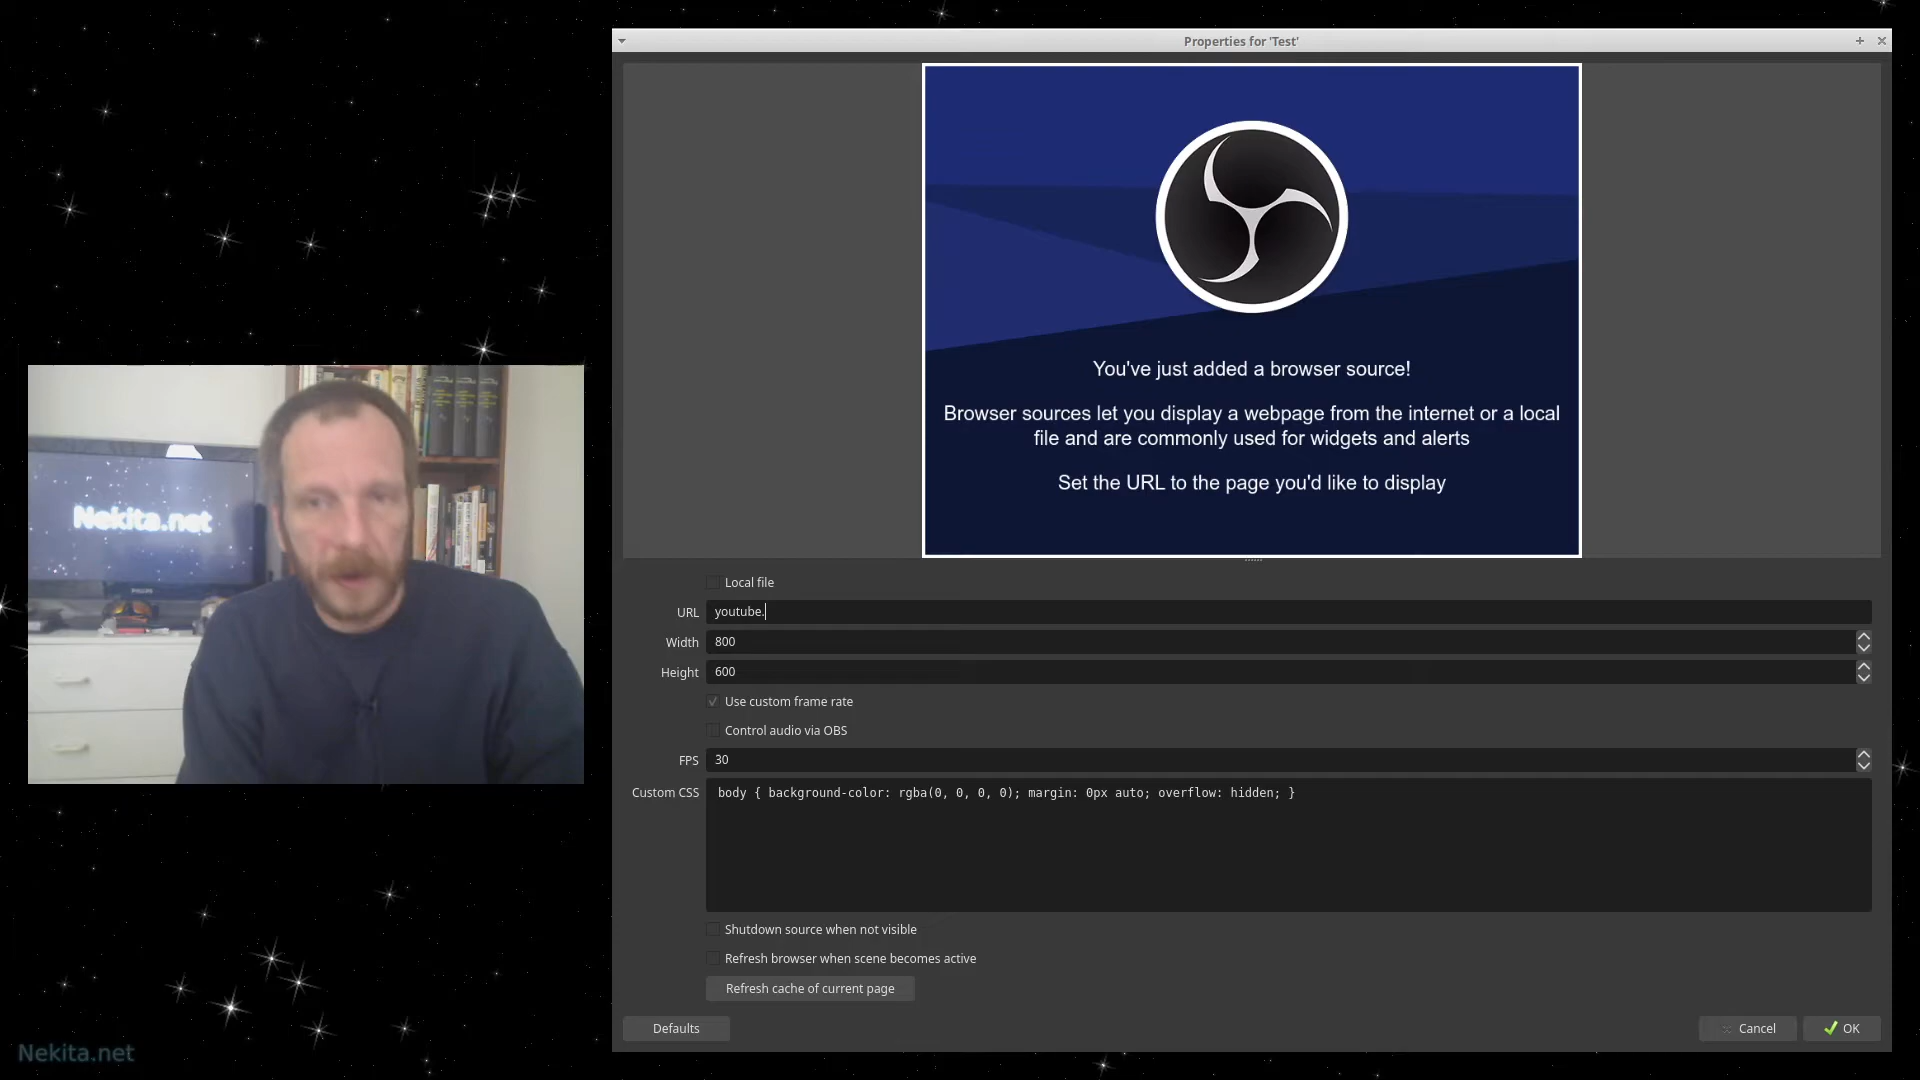 Properties for 'Test'
You've just added a browser source!
Browser sources let you display a webpage from the internet or a local
file and are commonly used for widgets and alerts
Set the URL to the page you'd like to display
Nekita.net
PHILIPS
Local file
URL youtube.
Width 800
Height 600
Use custom frame rate
Control audio via OBS
FPS 30
Custom CSS body { background-color: rgba(0, 0, 0, 0); margin: 0px auto; overflow: hidden; }
Shutdown source when not visible
Refresh browser when scene becomes active
Refresh cache of current page
Defaults Cancel OK
Nekita.net